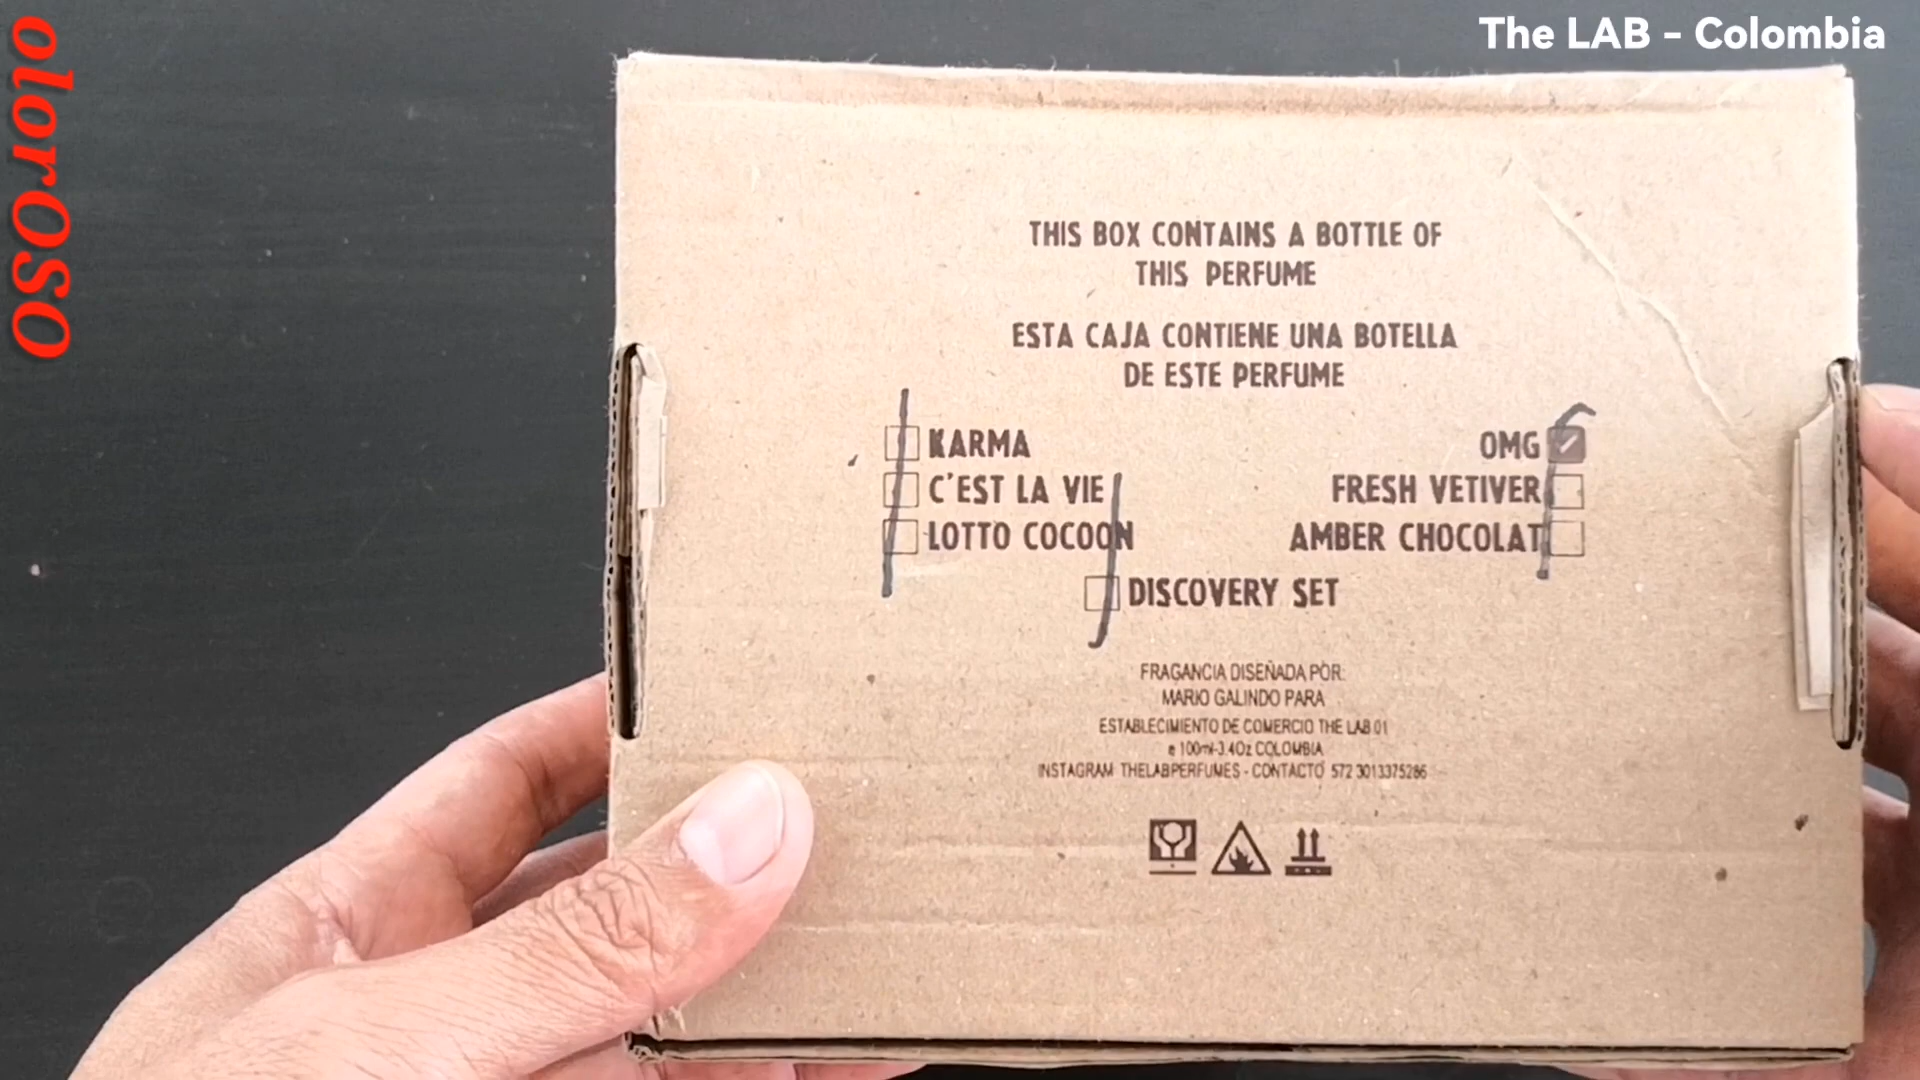 The LAB - Colombia
olorOSO
THIS BOX CONTAINS A BOTTLE OF
THIS PERFUME
ESTA CAJA CONTIENE UNA BOTELLA
DE ESTE PERFUME
KARMA
C'EST LA VIE
LOTTO COCOON
OMG
FRESH VETIVER
AMBER CHOCOLAT
DISCOVERY SET
FRAGANCIA DISEÑADA POR:
MARIO GALINDO PARA
ESTABLECIMIENTO DE COMERCIO THE LAB 01
e 100ml-3.4Oz COLOMBIA
INSTAGRAM THELABPERFUMES - CONTACTO 572 3013375286